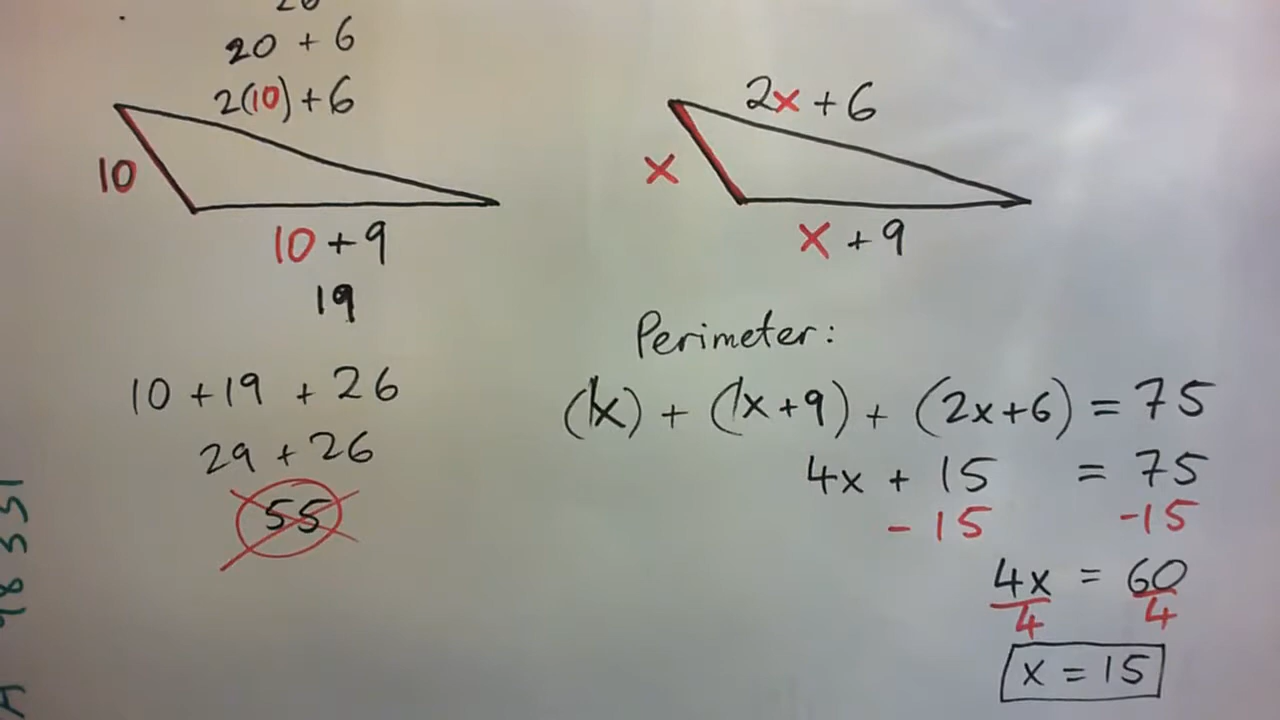 20 + 6
2(10) + 6
10
10 + 9
19
10 + 19 + 26
29 + 26
55
2x + 6
x
x + 9
Perimeter:
(1x) + (1x + 9) + (2x + 6) = 75
4x + 15 = 75
- 15 -15
4x = 60
4 4
x = 15